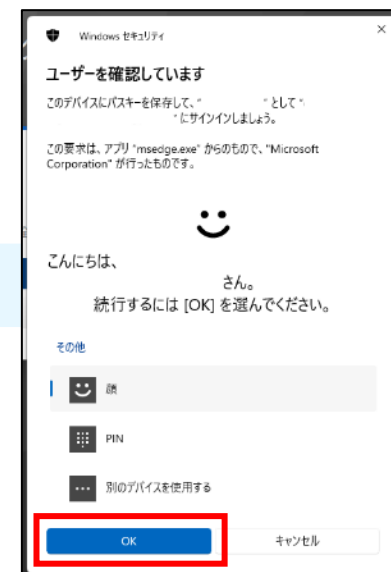 Windows セキュリティ
ユーザーを確認しています
このデバイスにパスキーを保存して、" " として "
" にサインインしましょう。
この要求は、アプリ "msedge.exe" からのもので、"Microsoft
Corporation" が行ったものです。
こんにちは、
さん。
続行するには [OK] を選んでください。
その他
顔
PIN
別のデバイスを使用する
OK
キャンセル